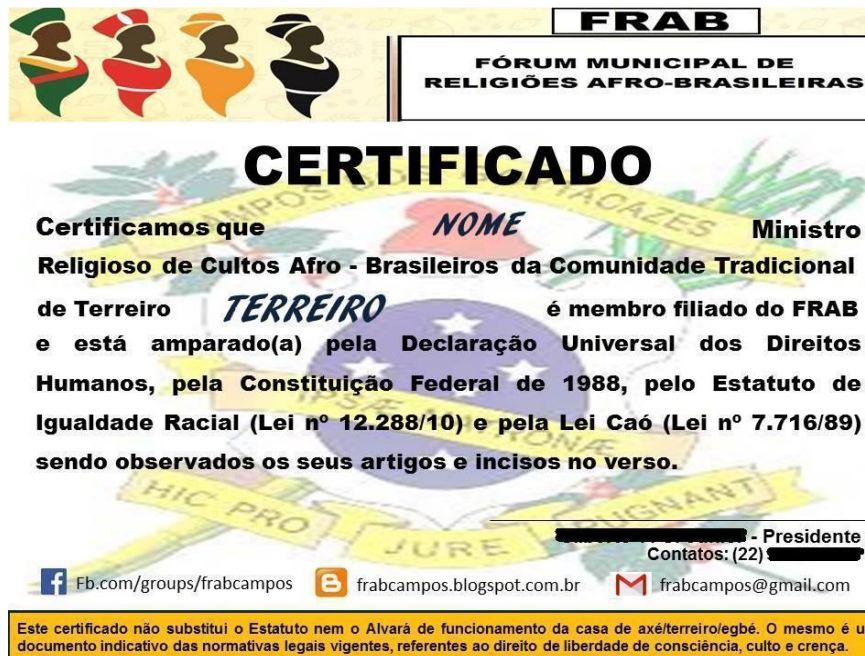 FRAB
FÓRUM MUNICIPAL DE
RELIGIÕES AFRO-BRASILEIRAS
CERTIFICADO
Certificamos que NOME Ministro
Religioso de Cultos Afro - Brasileiros da Comunidade Tradicional
de Terreiro TERREIRO é membro filiado do FRAB
e está amparado(a) pela Declaração Universal dos Direitos
Humanos, pela Constituição Federal de 1988, pelo Estatuto de
Igualdade Racial (Lei nº 12.288/10) e pela Lei Caó (Lei nº 7.716/89)
sendo observados os seus artigos e incisos no verso.
CAMPOS DOS GOITACAZES
IPSÆ MATRONÆ
HIC PRO JURE PUGNANT
- Presidente
Contatos: (22)
Fb.com/groups/frabcampos
frabcampos.blogspot.com.br
frabcampos@gmail.com
Este certificado não substitui o Estatuto nem o Alvará de funcionamento da casa de axé/terreiro/egbé. O mesmo é u
documento indicativo das normativas legais vigentes, referentes ao direito de liberdade de consciência, culto e crença.